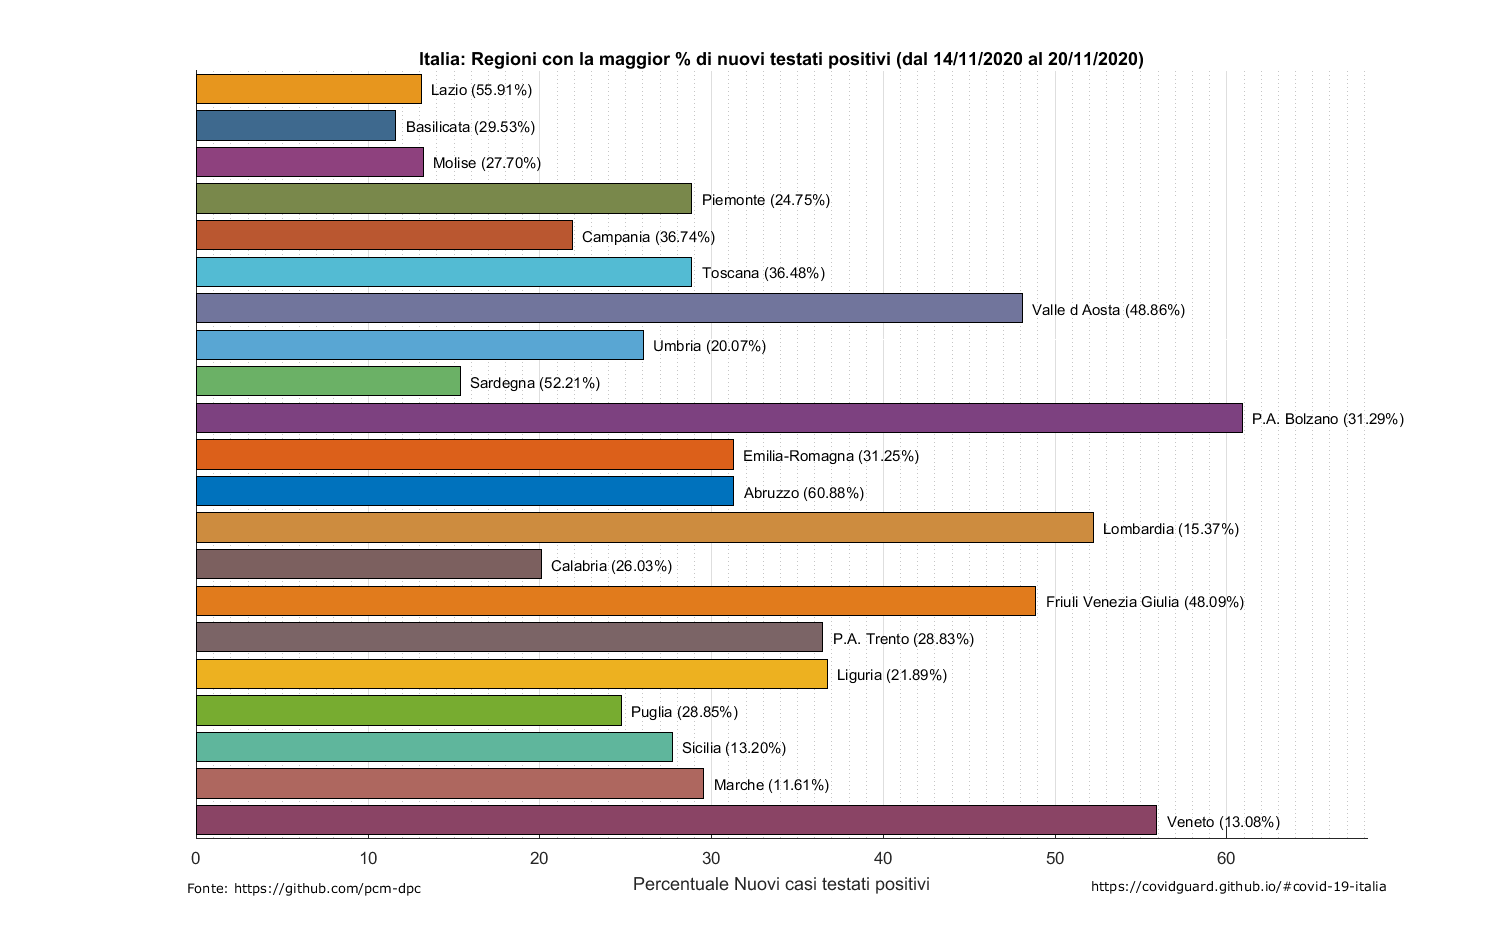 Italia: Regioni con la maggior % di nuovi testati positivi (dal 14/11/2020 al 20/11/2020)
Lazio (55.91%)
Basilicata (29.53%)
Molise (27.70%)
Piemonte (24.75%)
Campania (36.74%)
Toscana (36.48%)
Valle d Aosta (48.86%)
Umbria (20.07%)
Sardegna (52.21%)
P.A. Bolzano (31.29%)
Emilia-Romagna (31.25%)
Abruzzo (60.88%)
Lombardia (15.37%)
Calabria (26.03%)
Friuli Venezia Giulia (48.09%)
P.A. Trento (28.83%)
Liguria (21.89%)
Puglia (28.85%)
Sicilia (13.20%)
Marche (11.61%)
Veneto (13.08%)
0 10 20 30 40 50 60
Percentuale Nuovi casi testati positivi
Fonte: https://github.com/pcm-dpc
https://covidguard.github.io/#covid-19-italia